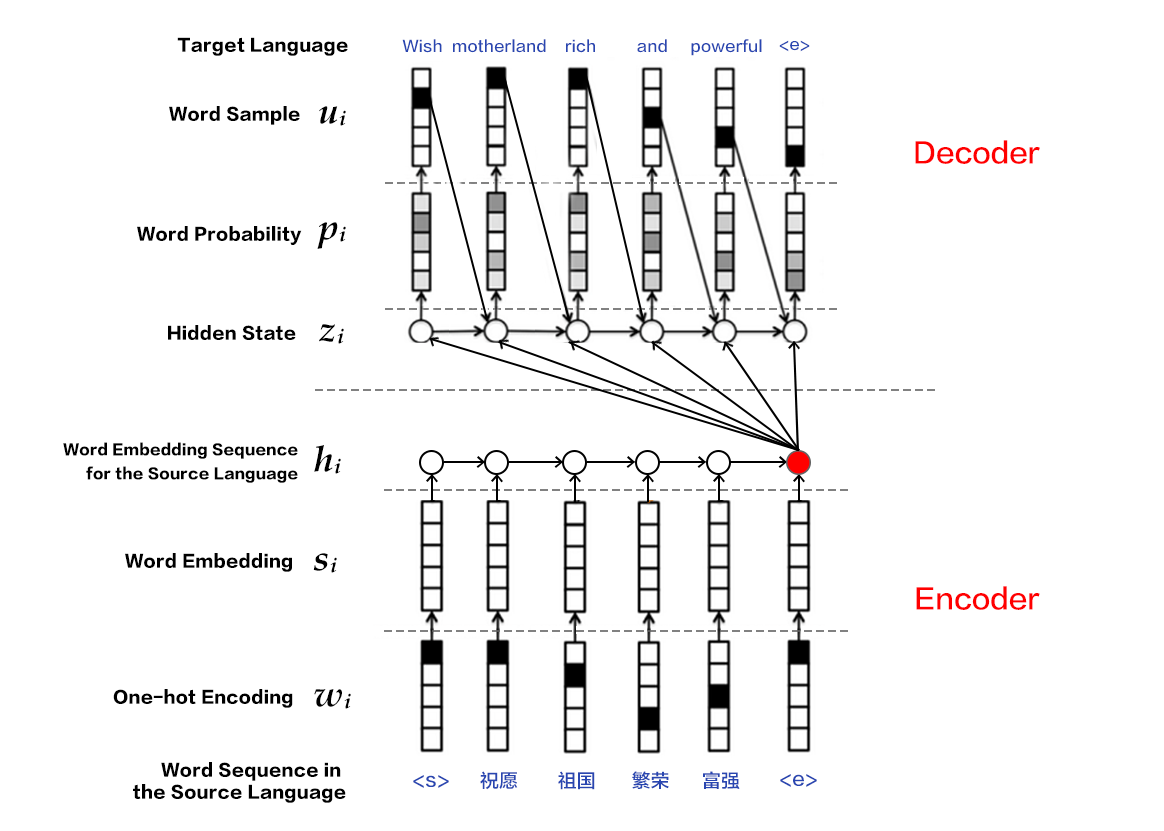 Target Language
Wish motherland rich and powerful <e>
Word Sample u_i
Decoder
Word Probability p_i
Hidden State z_i
Word Embedding Sequence
for the Source Language h_i
Word Embedding s_i
Encoder
One-hot Encoding w_i
Word Sequence in
the Source Language
<s> 祝愿 祖国 繁荣 富强 <e>